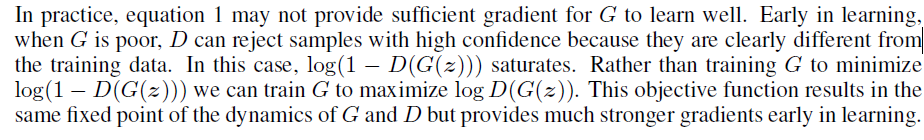 In practice, equation 1 may not provide sufficient gradient for G to learn well. Early in learning,
when G is poor, D can reject samples with high confidence because they are clearly different from
the training data. In this case, log(1 − D(G(z))) saturates. Rather than training G to minimize
log(1 − D(G(z))) we can train G to maximize log D(G(z)). This objective function results in the
same fixed point of the dynamics of G and D but provides much stronger gradients early in learning.